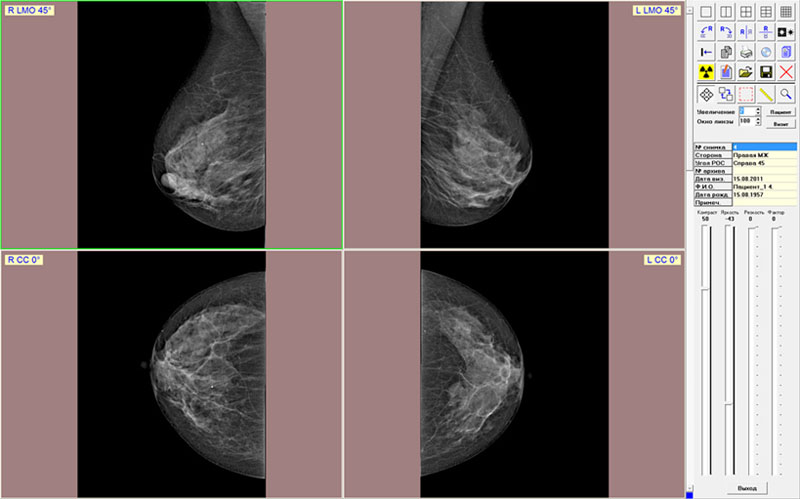 R LMO 45°
L LMO 45°
R CC 0°
L CC 0°
Увеличение
Пациент
Окно линзы 100
Визит
№ снимка 4
Сторона Правая МЖ
Угол РОС Справа 45
№ архива
Дата виз. 15.08.2011
Ф.И.О. Пациент_1 4.
Дата рожд 15.08.1957
Примеч.
Контраст Яркость Резкость Фактор
50 -43 0 0
Выход